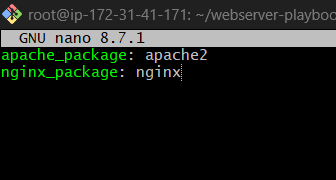 root@ip-172-31-41-171: ~/webserver-playboo
GNU nano 8.7.1
apache_package: apache2
nginx_package: nginx